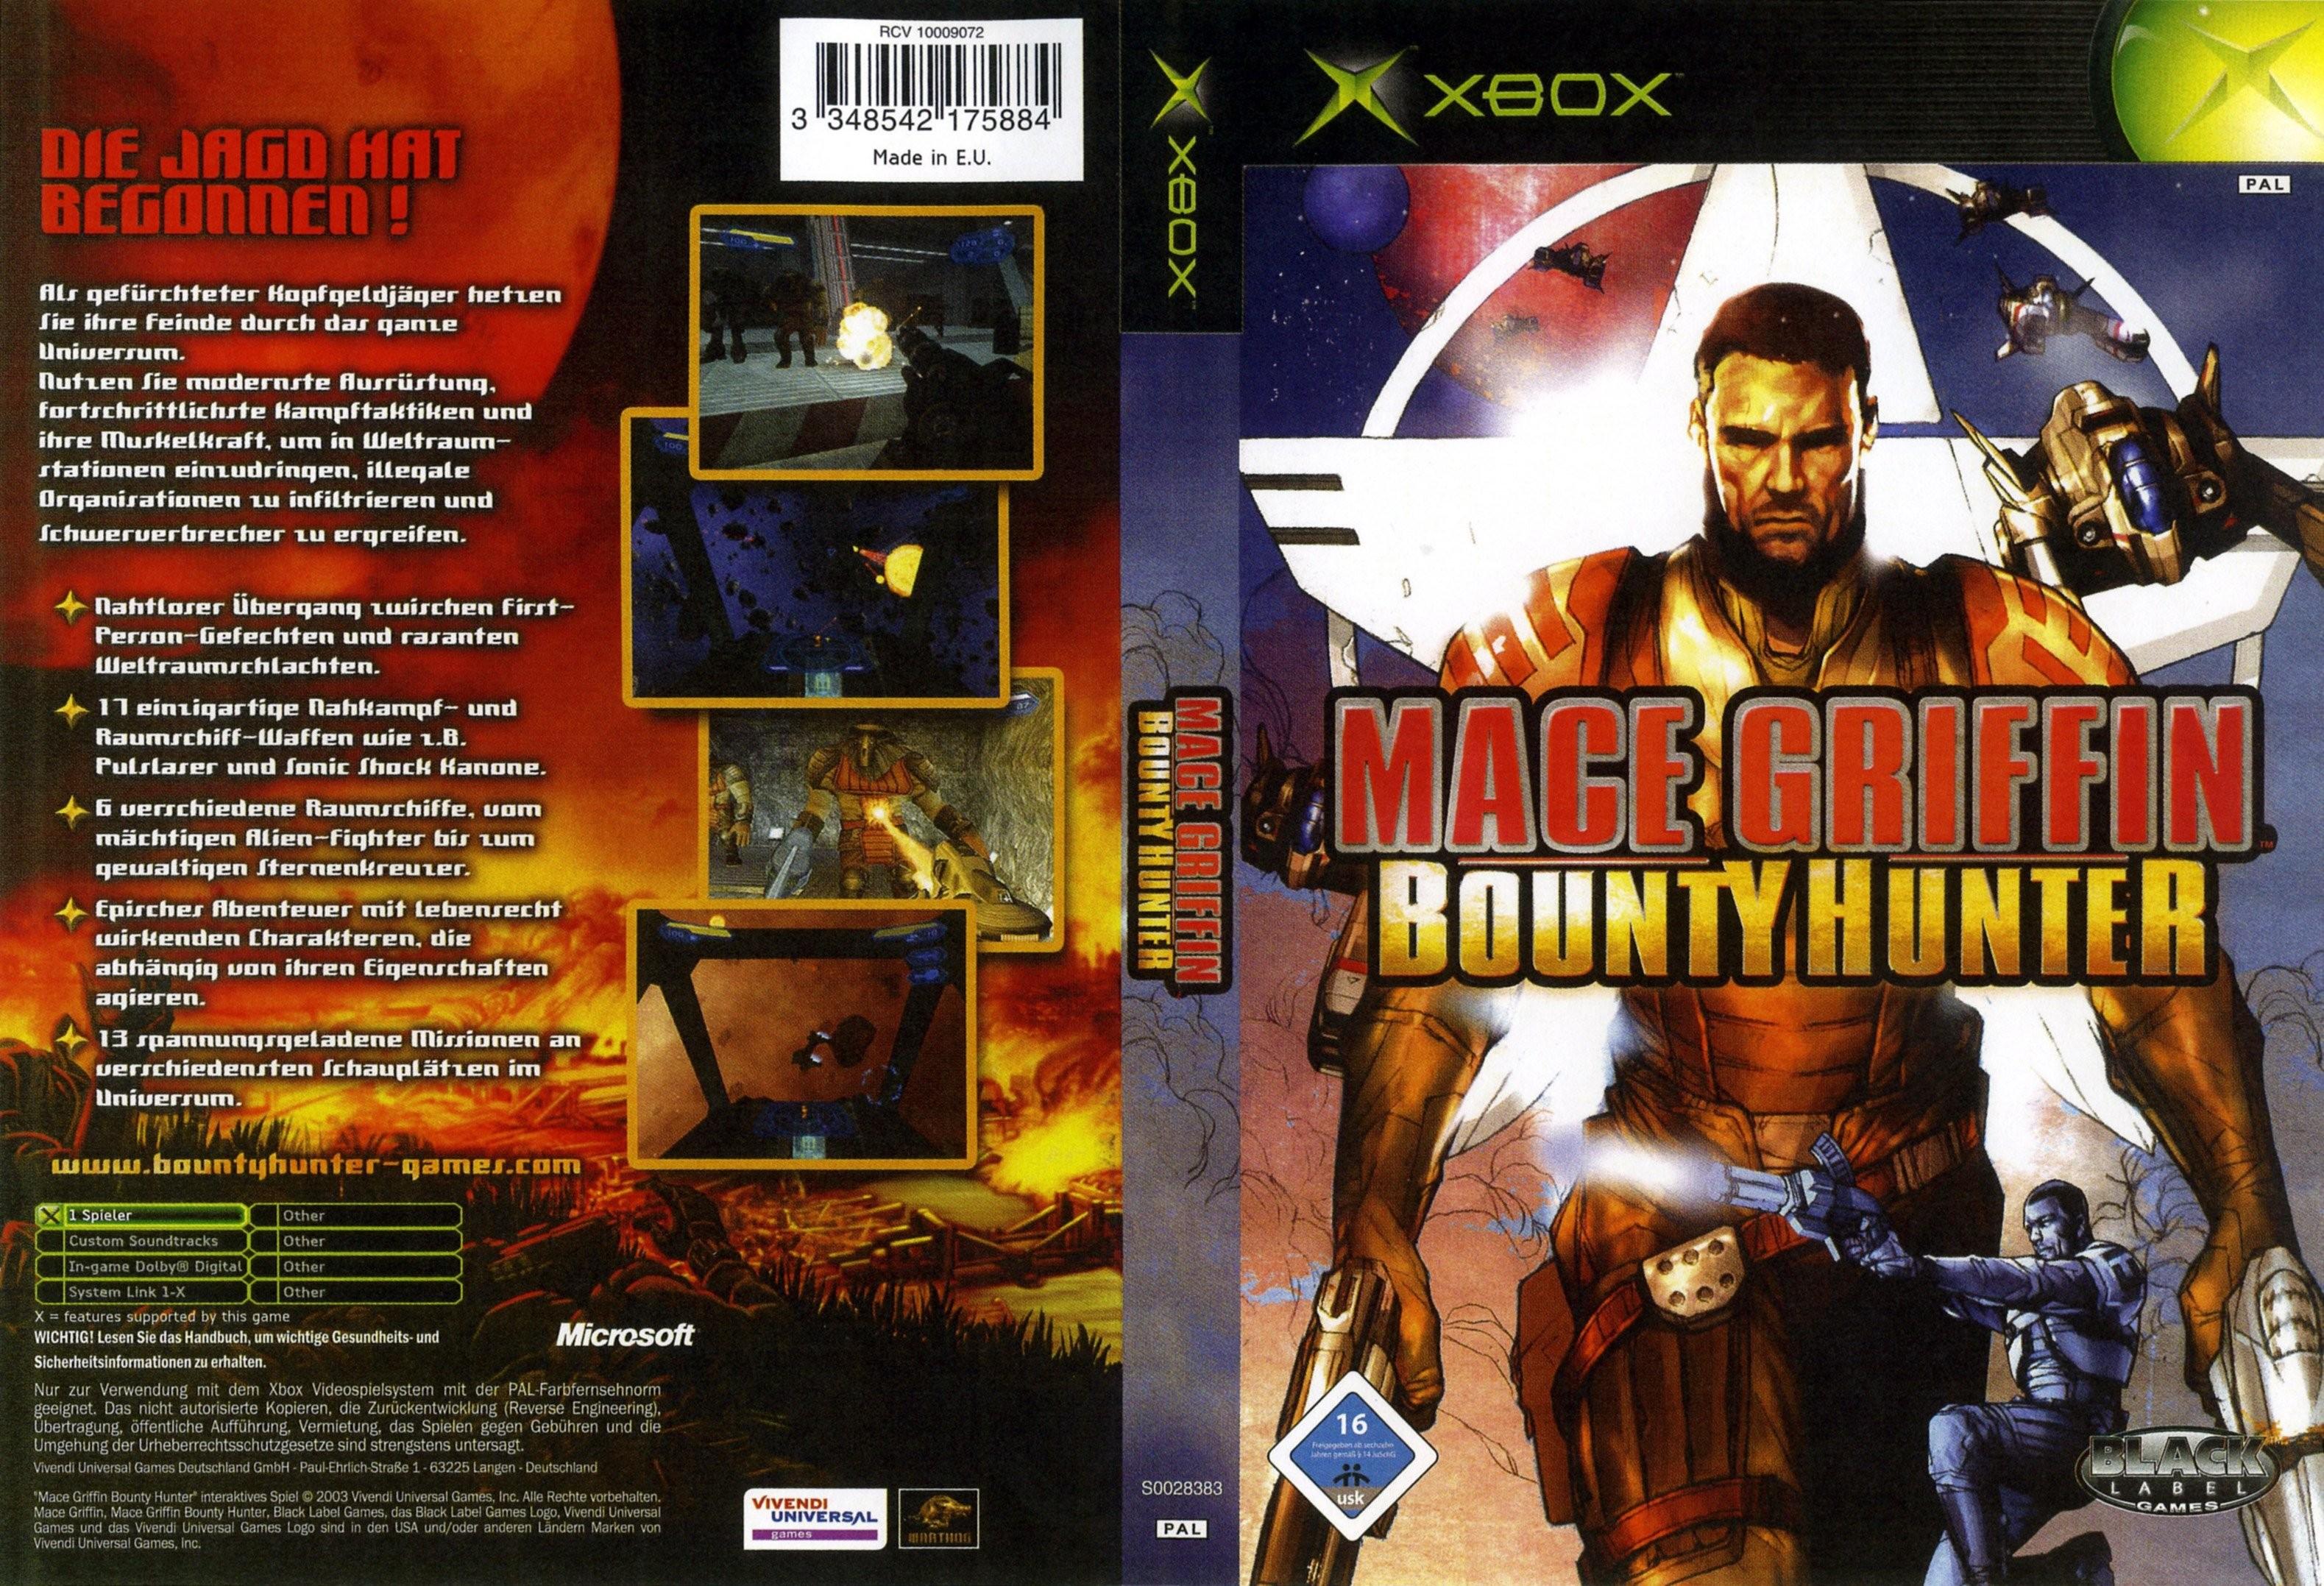 RCV 10009072
3 348542 175884
Made in E.U.
DIE JAGD HAT
BEGONNEN !
Als gefürchteter Kopfgeldjäger hetzen
Sie ihre Feinde durch das ganze
Universum.
Nutzen Sie modernste Ausrüstung,
fortschrittlichste Kampftaktiken und
ihre Muskelkraft, um in Weltraum-
stationen einzudringen, illegale
Organisationen zu infiltrieren und
Schwerverbrecher zu ergreifen.
Nahtloser Übergang zwischen First-
Person-Gefechten und rasanten
Weltraumschlachten.
17 einzigartige Nahkampf- und
Raumschiff-Waffen wie z.B.
Pulslaser und Sonic Shock Kanone.
6 verschiedene Raumschiffe, vom
mächtigen Alien-Fighter bis zum
gewaltigen Sternenkreuzer.
Episches Abenteuer mit lebensrecht
wirkenden Charakteren, die
abhängig von ihren Eigenschaften
agieren.
13 spannungsgeladene Missionen an
verschiedensten Schauplätzen im
Universum.
www.bountyhunter-games.com
1 Spieler Other
Custom Soundtracks Other
In-game Dolby® Digital Other
System Link 1-X Other
X = features supported by this game
WICHTIG! Lesen Sie das Handbuch, um wichtige Gesundheits- und
Sicherheitsinformationen zu erhalten.
Microsoft
Nur zur Verwendung mit dem Xbox Videospielsystem mit der PAL-Farbfernsehnorm
geeignet. Das nicht autorisierte Kopieren, die Zurückentwicklung (Reverse Engineering),
Übertragung, öffentliche Aufführung, Vermietung, das Spielen gegen Gebühren und die
Umgehung der Urheberrechtsschutzgesetze sind strengstens untersagt.
Vivendi Universal Games Deutschland GmbH - Paul-Ehrlich-Straße 1 - 63225 Langen - Deutschland
"Mace Griffin Bounty Hunter" interaktives Spiel © 2003 Vivendi Universal Games, Inc. Alle Rechte vorbehalten.
Mace Griffin, Mace Griffin Bounty Hunter, Black Label Games, das Black Label Games Logo, Vivendi Universal
Games und das Vivendi Universal Games Logo sind in den USA und/oder anderen Ländern Marken von
Vivendi Universal Games, Inc.
VIVENDI
UNIVERSAL
games
WARTHOG
XBOX
MACE GRIFFIN
BOUNTY HUNTER
S0028383
PAL
XBOX
PAL
MACE GRIFFIN™
BOUNTY HUNTER
16
Freigegeben ab sechzehn
Jahren gemäß § 14 JuSchG
usk
BLACK
LABEL
GAMES